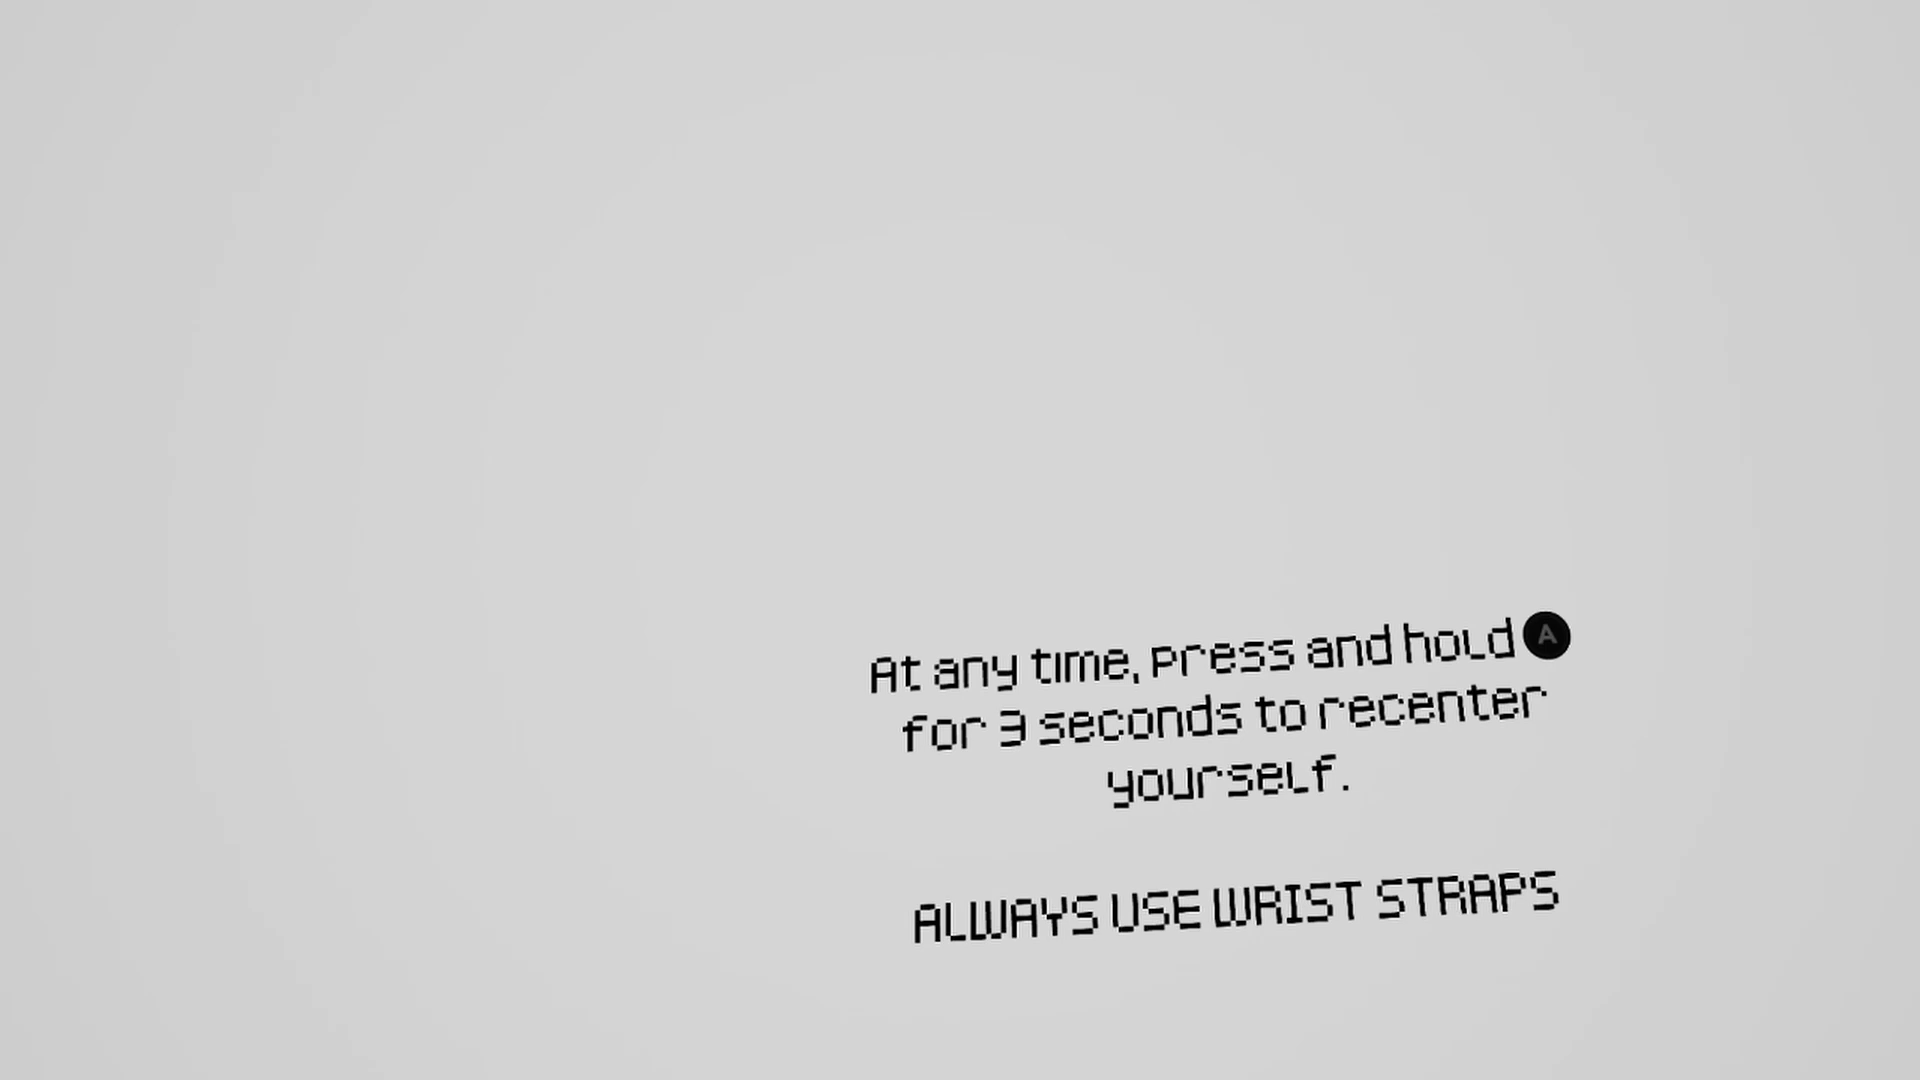 At any time, press and hold A
for 3 seconds to recenter
yourself.
ALWAYS USE WRIST STRAPS